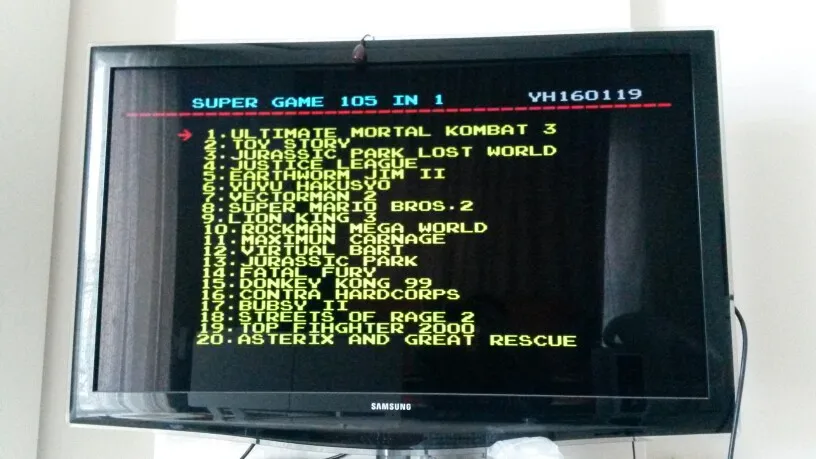 SUPER GAME 105 IN 1 YH160119
1.ULTIMATE MORTAL KOMBAT 3
2.TOY STORY
3.JURASSIC PARK LOST WORLD
4.JUSTICE LEAGUE
5.EARTHWORM JIM II
6.YUYU HAKUSYO
7.VECTORMAN 2
8.SUPER MARIO BROS.2
9.LION KING 3
10.ROCKMAN MEGA WORLD
11.MAXIMUN CARNAGE
12.VIRTUAL BART
13.JURASSIC PARK
14.FATAL FURY
15.DONKEY KONG 99
16.CONTRA HARDCORPS
17.BUBSY II
18.STREETS OF RAGE 2
19.TOP FIHGHTER 2000
20.ASTERIX AND GREAT RESCUE
SAMSUNG